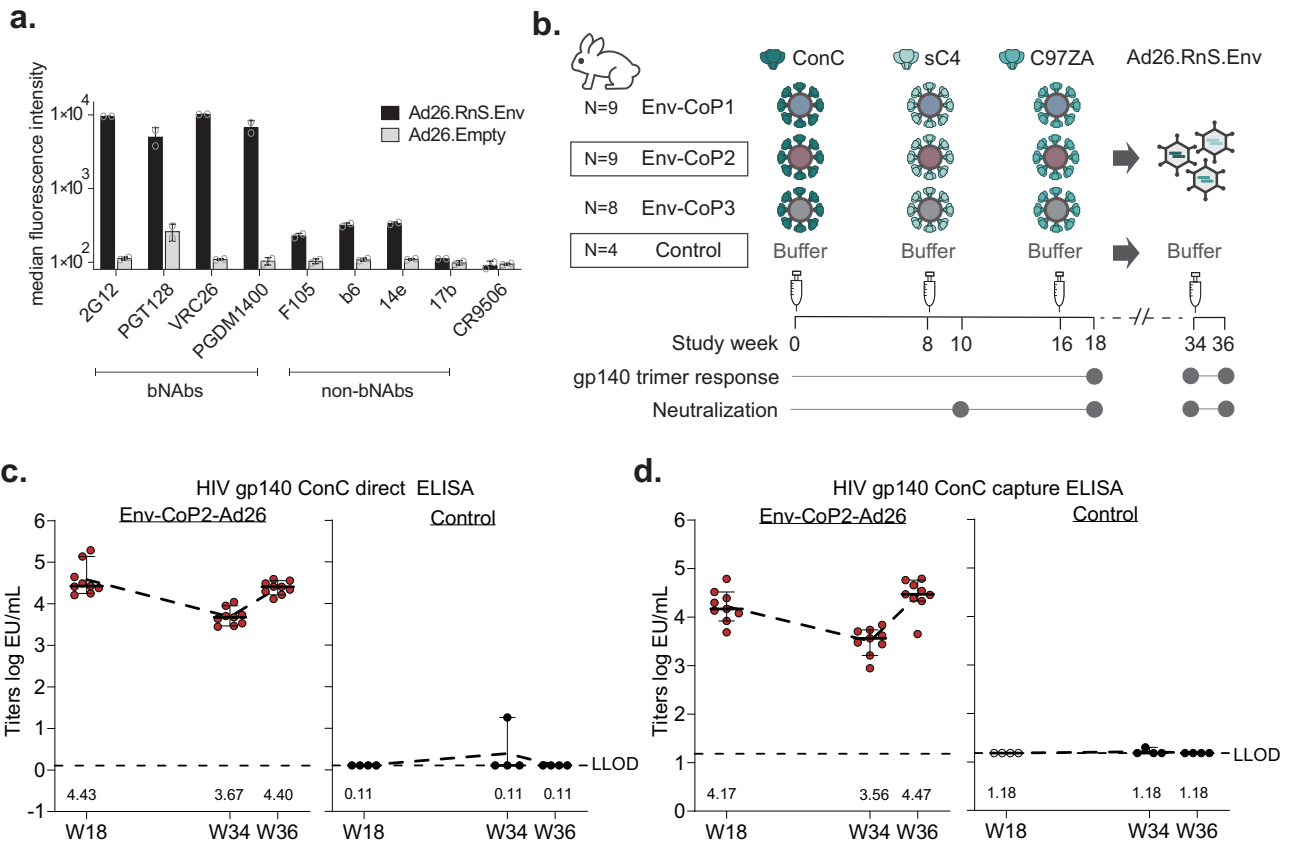 a.
median fluorescence intensity
1×10^4
1×10^3
1×10^2
Ad26.RnS.Env
Ad26.Empty
2G12
PGT128
VRC26
PGDM1400
F105
b6
14e
17b
CR9506
bNAbs
non-bNAbs
b.
ConC
sC4
C97ZA
Ad26.RnS.Env
N=9 Env-CoP1
N=9 Env-CoP2
N=8 Env-CoP3
N=4 Control Buffer Buffer Buffer Buffer
Study week 0 8 10 16 18 34 36
gp140 trimer response
Neutralization
c.
HIV gp140 ConC direct ELISA
Env-CoP2-Ad26
Control
Titers log EU/mL
6
5
4
3
2
1
0
-1
LLOD
4.43 3.67 4.40 0.11 0.11 0.11
W18 W34 W36 W18 W34 W36
d.
HIV gp140 ConC capture ELISA
Env-CoP2-Ad26
Control
Titers log EU/mL
6
5
4
3
2
1
0
LLOD
4.17 3.56 4.47 1.18 1.18 1.18
W18 W34 W36 W18 W34 W36